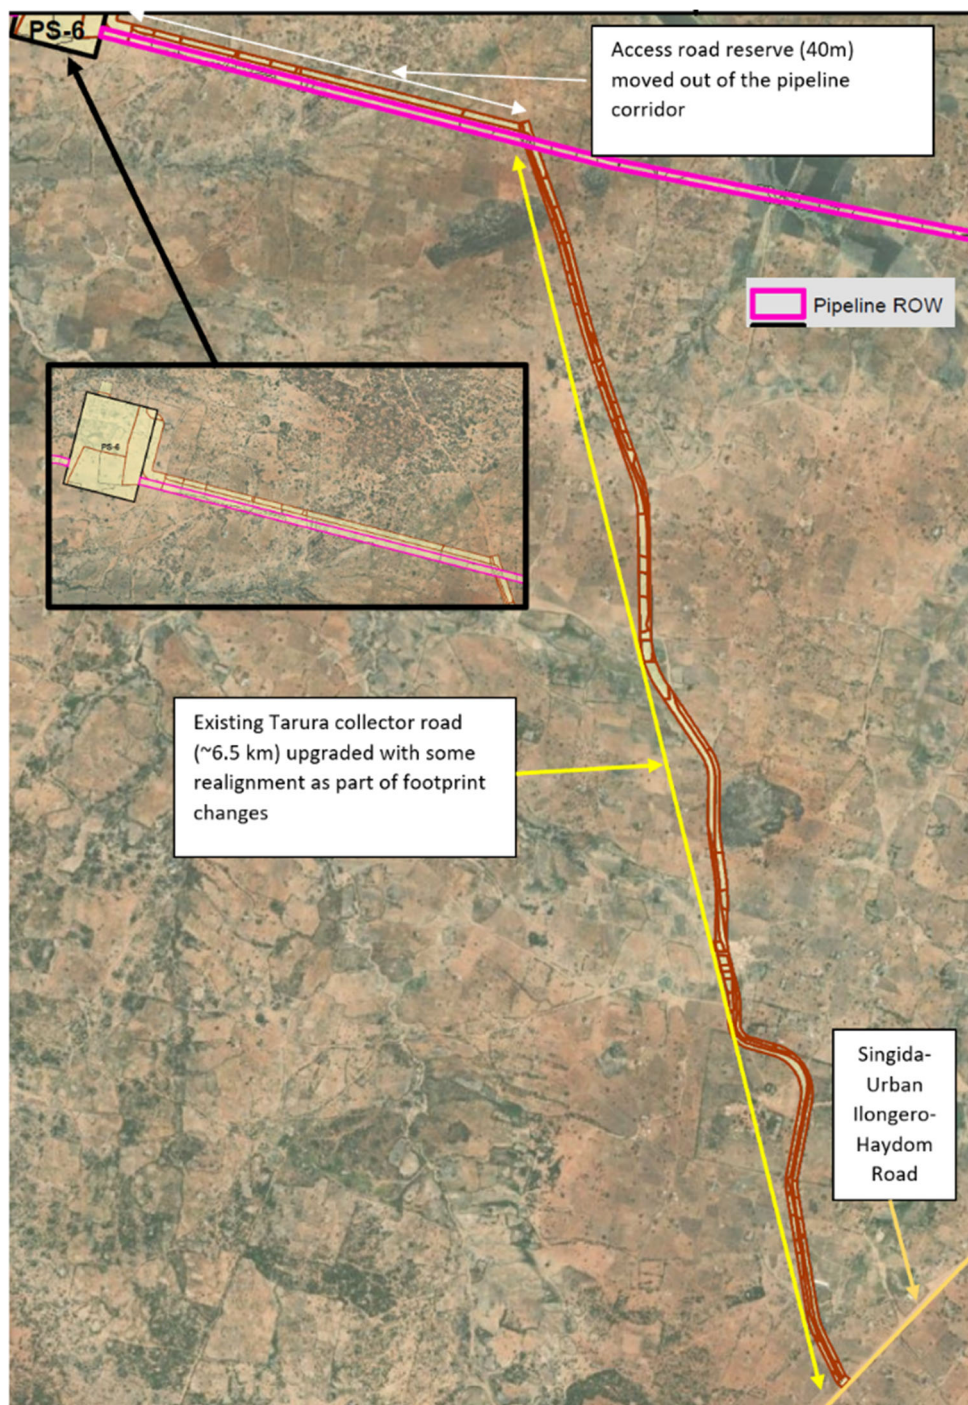 PS-6
Access road reserve (40m)
moved out of the pipeline
corridor
Pipeline ROW
PS-6
Existing Tarura collector road
(~6.5 km) upgraded with some
realignment as part of footprint
changes
Singida-
Urban
Ilongero-
Haydom
Road